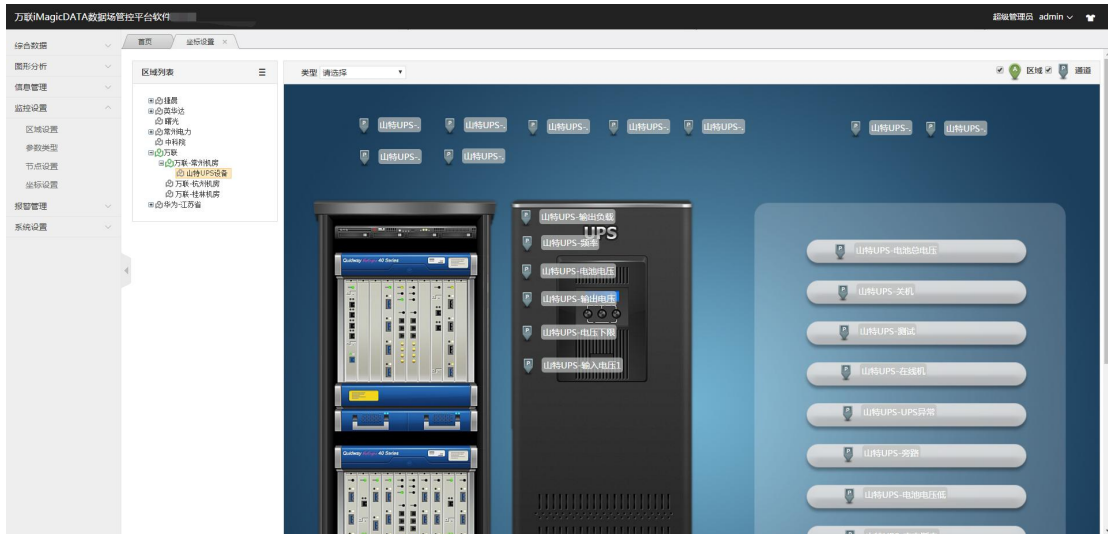 万联iMagicDATA数据场管控平台软件
超级管理员 admin
综合数据
图形分析
信息管理
监控设置
区域设置
参数类型
节点设置
坐标设置
报警管理
系统设置
首页
坐标设置 ×
区域列表
捷晨
英华达
曙光
常州电力
中科院
万联
万联-常州机房
山特UPS设备
万联-杭州机房
万联-桂林机房
华为-江苏省
类型 请选择
区域 通道
山特UPS-. 山特UPS-. 山特UPS-. 山特UPS-. 山特UPS-. 山特UPS-. 山特UPS-.
山特UPS-. 山特UPS-.
山特UPS-输出负载
UPS
山特UPS-频率
山特UPS-电池电压
山特UPS-输出电压
山特UPS-电压下限
山特UPS-输入电压1
Quidway 40 Series
Quidway 40 Series
山特UPS-电池总电压
山特UPS-关机
山特UPS-测试
山特UPS-在线机
山特UPS-UPS异常
山特UPS-旁路
山特UPS-电池电压低